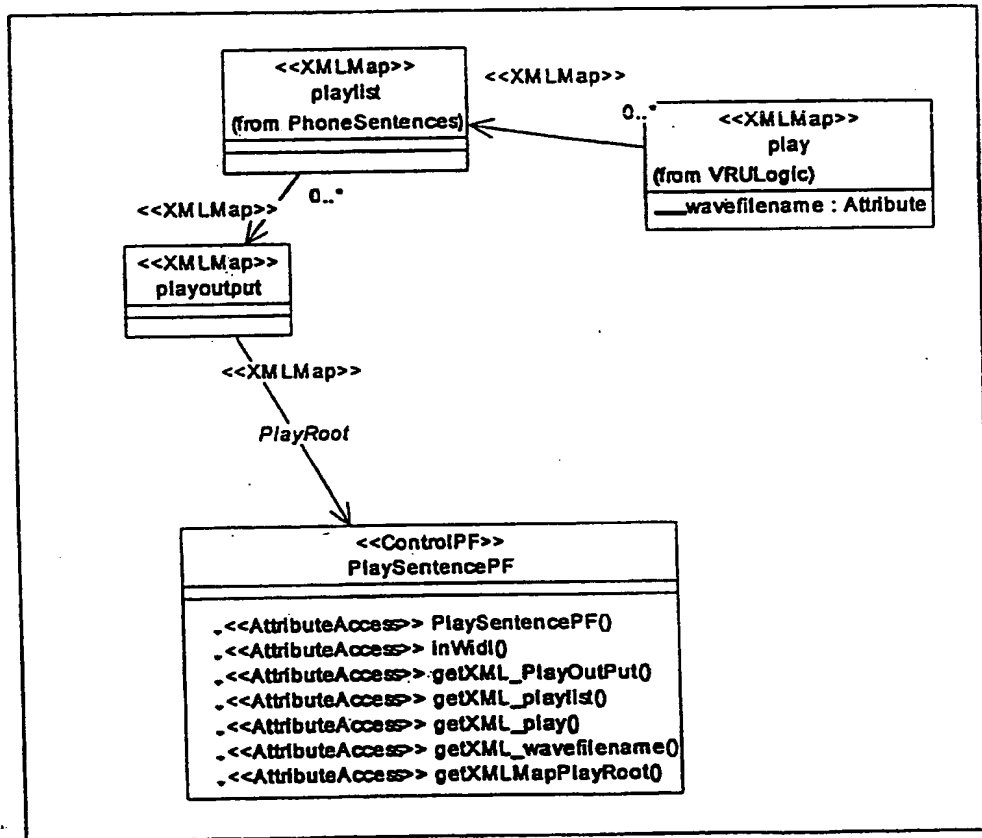 <<XMLMap>>
playlist
(from PhoneSentences)
<<XMLMap>>
0..*
<<XMLMap>>
play
(from VRULogic)
wavefilename : Attribute
0..*
<<XMLMap>>
<<XMLMap>>
playoutput
<<XMLMap>>
PlayRoot
<<ControlPF>>
PlaySentencePF
<<AttributeAccess>> PlaySentencePF()
<<AttributeAccess>> inWidl()
<<AttributeAccess>> getXML_PlayOutPut()
<<AttributeAccess>> getXML_playlist()
<<AttributeAccess>> getXML_play()
<<AttributeAccess>> getXML_wavefilename()
<<AttributeAccess>> getXMLMapPlayRoot()